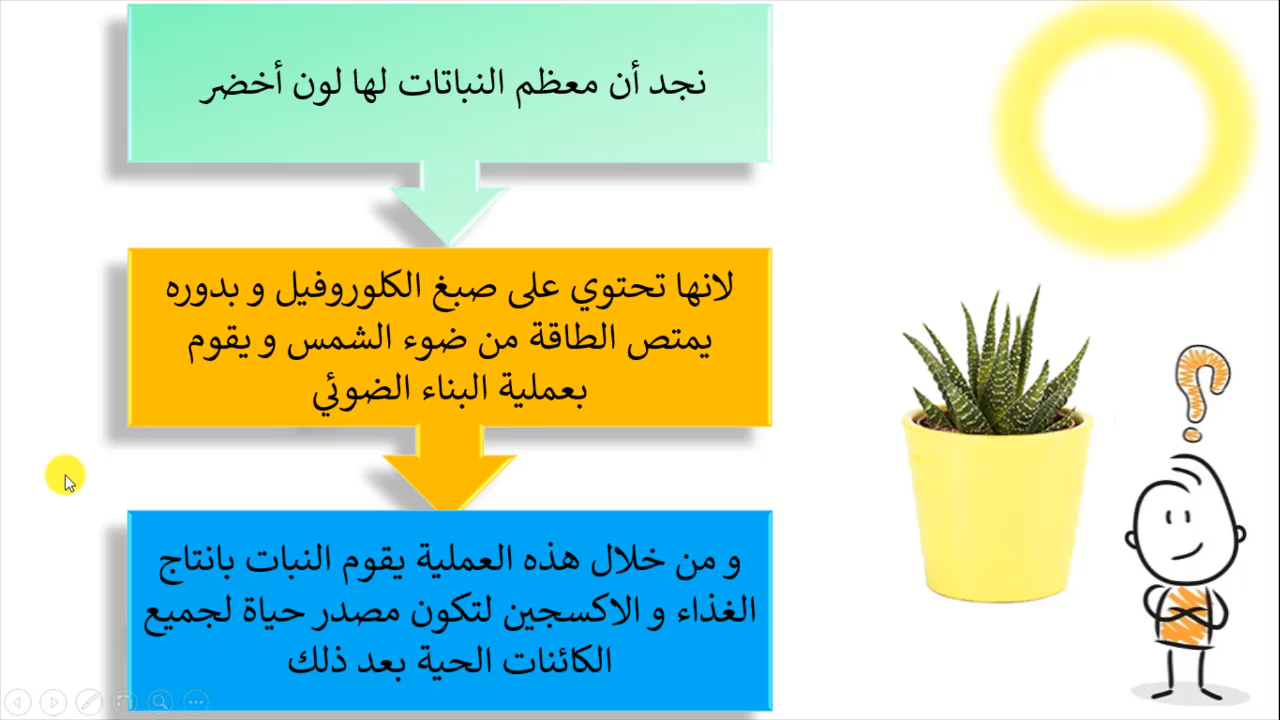 نجد أن معظم النباتات لها لون أخضر
لانها تحتوي على صبغ الكلوروفيل و بدوره
يمتص الطاقة من ضوء الشمس و يقوم
بعملية البناء الضوئي
و من خلال هذه العملية يقوم النبات بانتاج
الغذاء و الاكسجين لتكون مصدر حياة لجميع
الكائنات الحية بعد ذلك